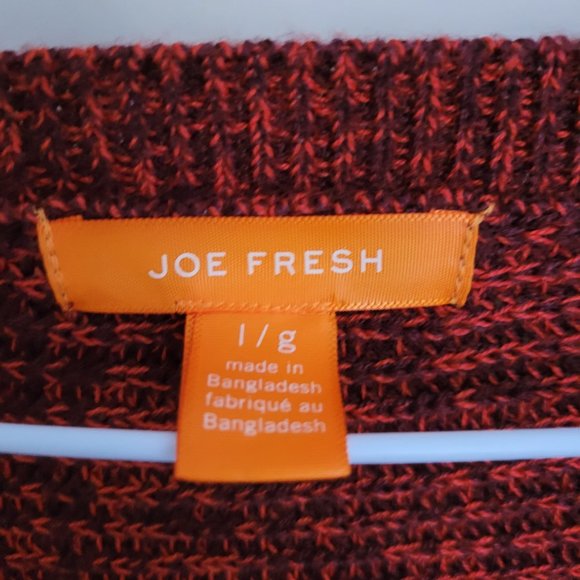 JOE FRESH
l/g
made in
Bangladesh
fabriqué au
Bangladesh